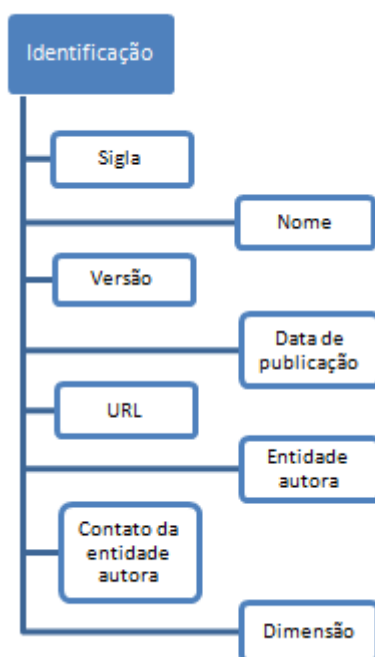 Identificação
Sigla
Nome
Versão
Data de
publicação
URL
Entidade
autora
Contato da
entidade
autora
Dimensão